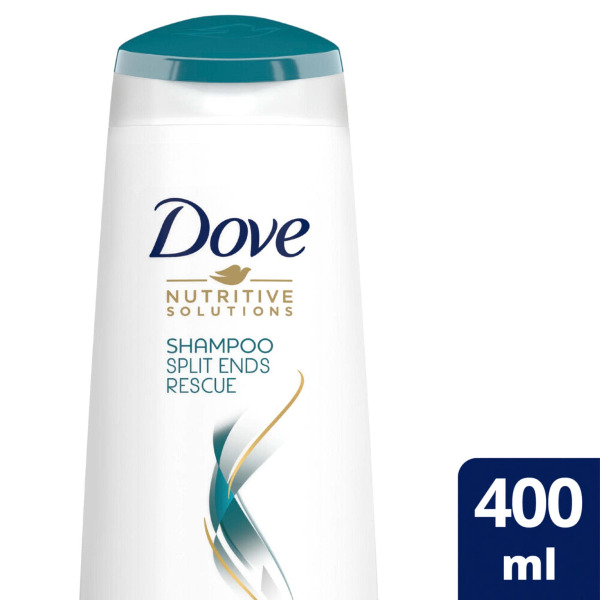 Dove
NUTRITIVE
SOLUTIONS
SHAMPOO
SPLIT ENDS
RESCUE
400
ml